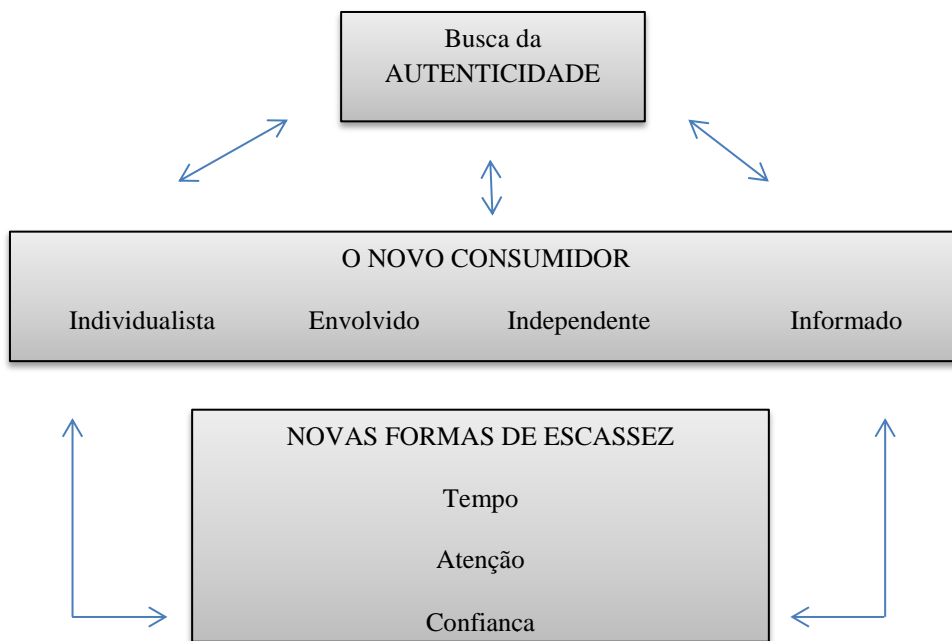 Busca da
AUTENTICIDADE
O NOVO CONSUMIDOR
Individualista Envolvido Independente Informado
NOVAS FORMAS DE ESCASSEZ
Tempo
Atenção
Confianca